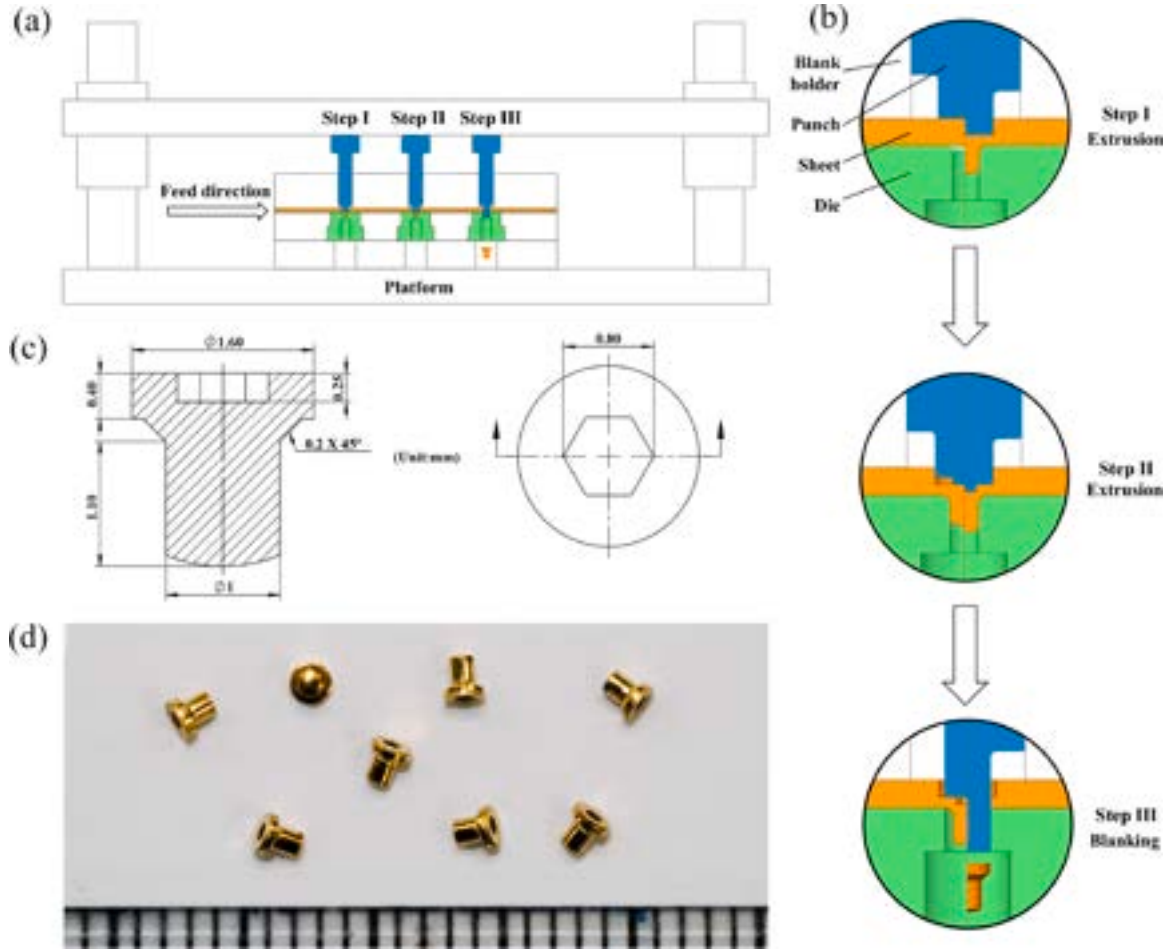 (a)
Step I Step II Step III
Feed direction
Platform
(b)
Blank
holder
Punch
Sheet
Die
Step I
Extrusion
Step II
Extrusion
Step III
Blanking
(c)
∅1.60
0.40
0.25
0.2 X 45°
1.10
∅1
(Unit:mm)
0.80
(d)